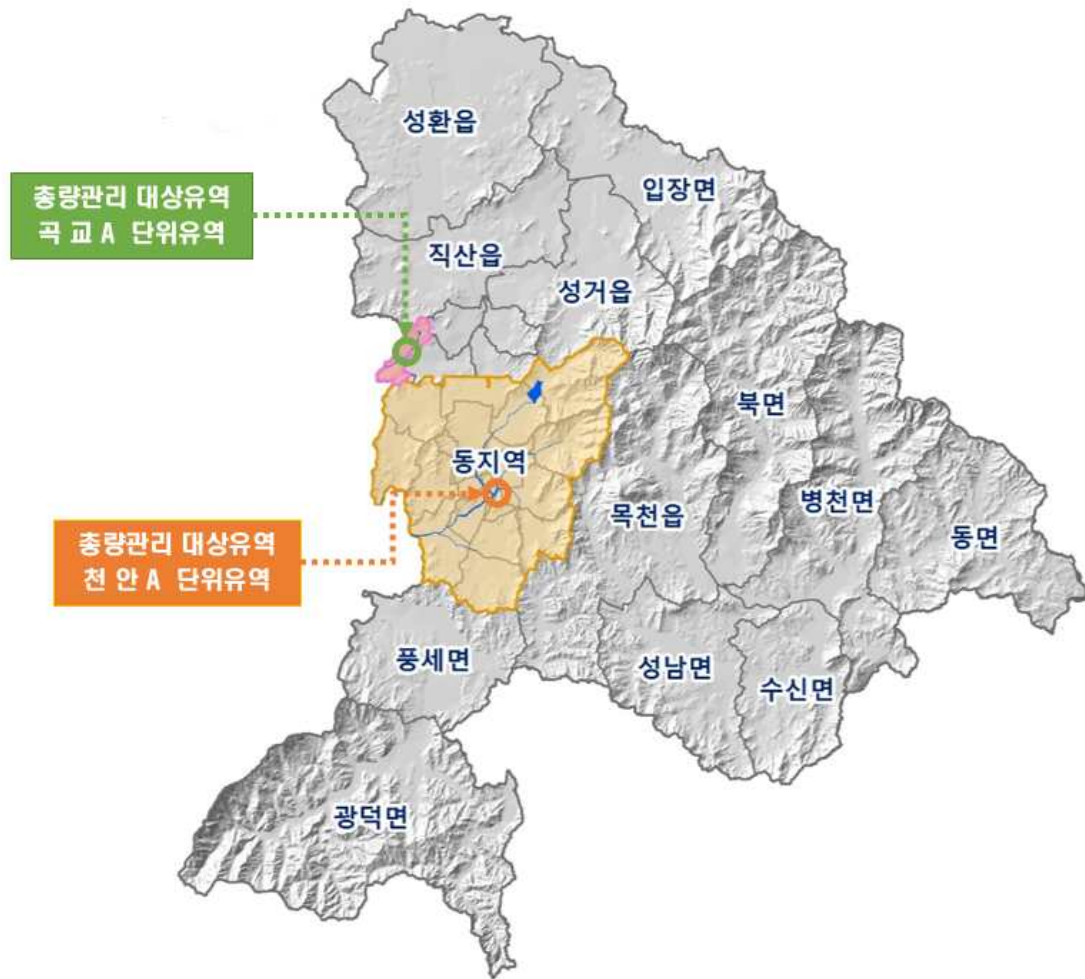 성환읍
입장면
총량관리 대상유역
곡 교 A 단위유역
직산읍
성거읍
북면
동지역
병천면
목천읍
동면
총량관리 대상유역
천 안 A 단위유역
풍세면
성남면
수신면
광덕면